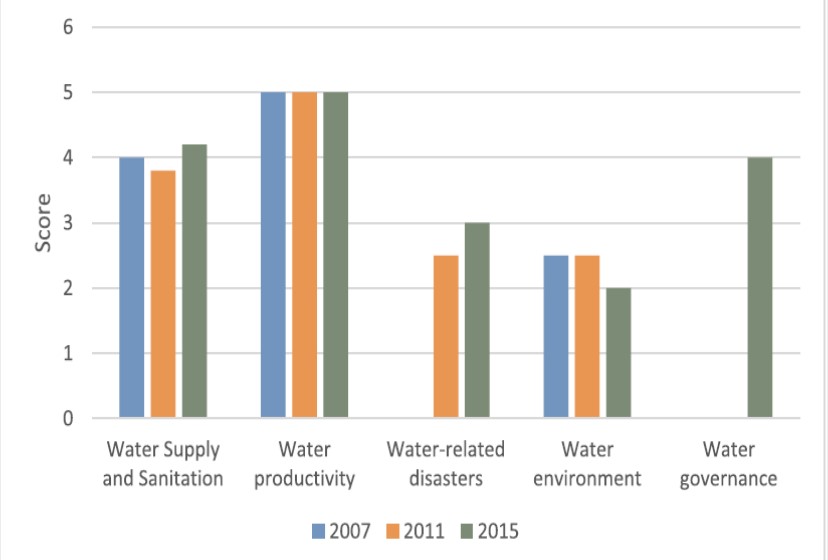 6
5
4
3
2
1
0
Score
Water Supply
and Sanitation
Water
productivity
Water-related
disasters
Water
environment
Water
governance
2007 2011 2015